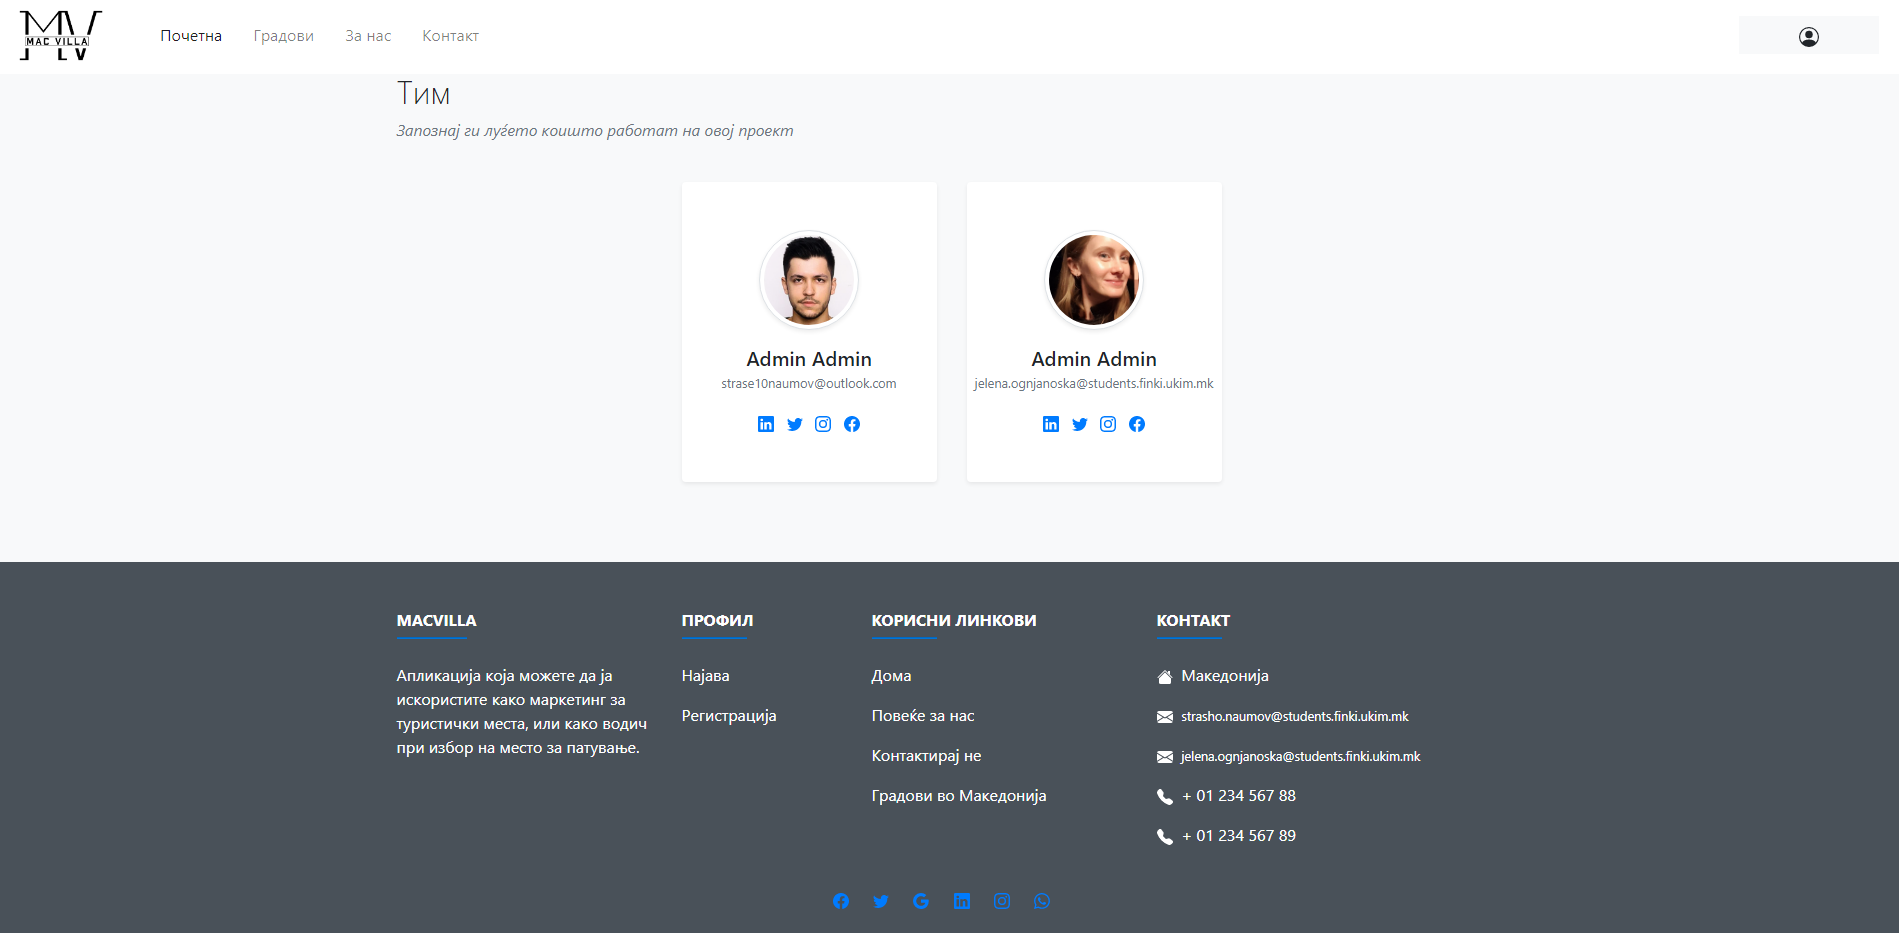 MV
MAC VILLA
Почетна
Градови
За нас
Контакт
Тим
Запознај ги луѓето коишто работат на овој проект
Admin Admin
strase10naumov@outlook.com
Admin Admin
jelena.ognjanoska@students.finki.ukim.mk
MACVILLA
Апликација која можете да ја
искористите како маркетинг за
туристички места, или како водич
при избор на место за патување.
ПРОФИЛ
Најава
Регистрација
КОРИСНИ ЛИНКОВИ
Дома
Повеќе за нас
Контактирај не
Градови во Македонија
КОНТАКТ
Македонија
strasho.naumov@students.finki.ukim.mk
jelena.ognjanoska@students.finki.ukim.mk
+ 01 234 567 88
+ 01 234 567 89